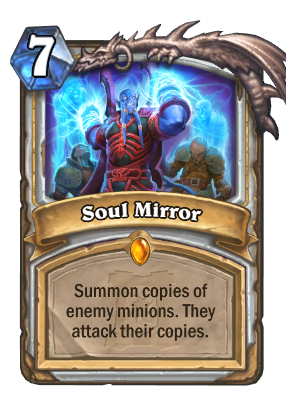 7
Soul Mirror
Summon copies of
enemy minions. They
attack their copies.